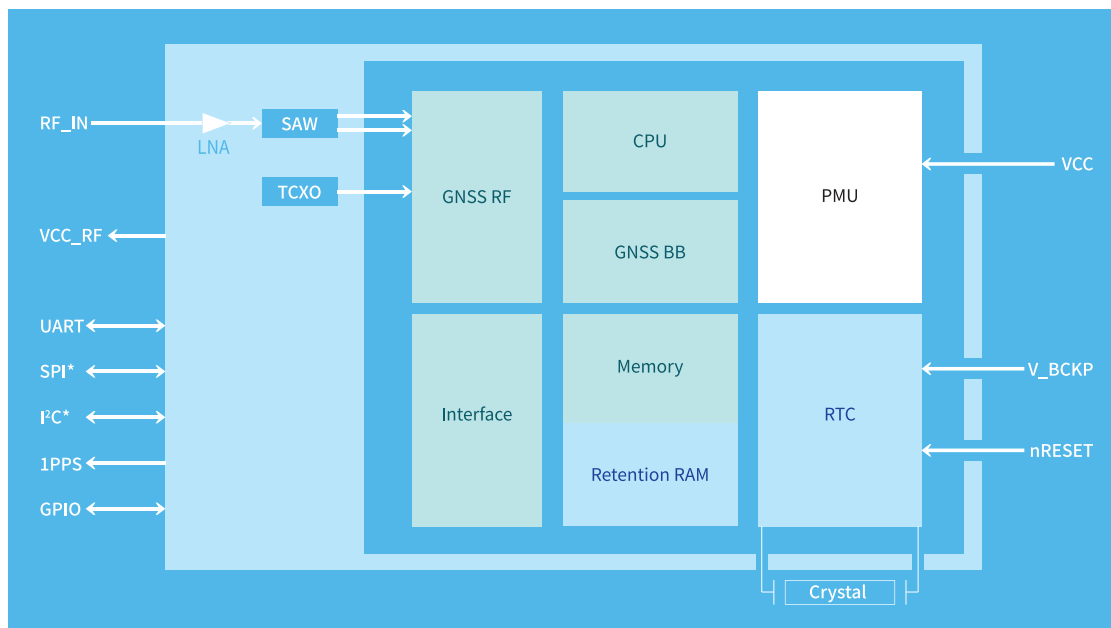 RF_IN
LNA
SAW
TCXO
GNSS RF
CPU
GNSS BB
PMU
VCC
VCC_RF
UART
SPI*
I²C*
1PPS
GPIO
Interface
Memory
Retention RAM
RTC
V_BCKP
nRESET
Crystal